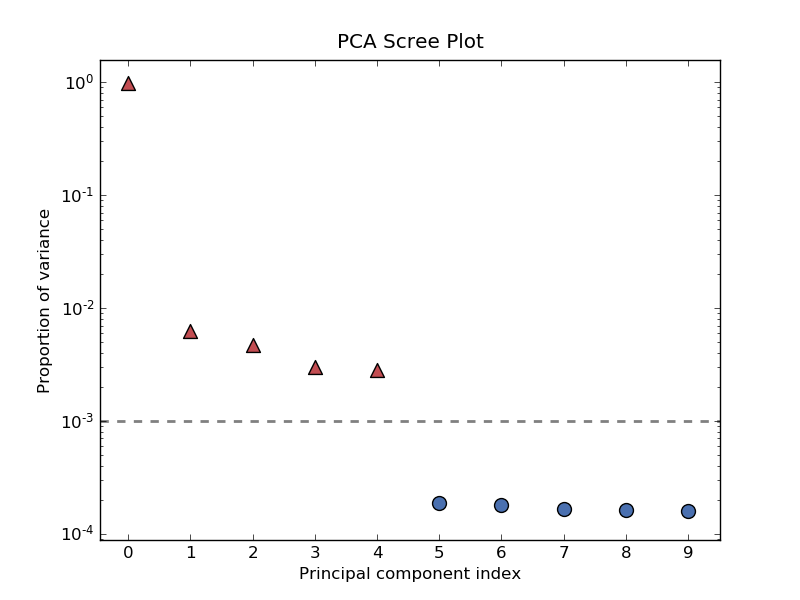 PCA Scree Plot
Proportion of variance
10^0
10^-1
10^-2
10^-3
10^-4
0 1 2 3 4 5 6 7 8 9
Principal component index